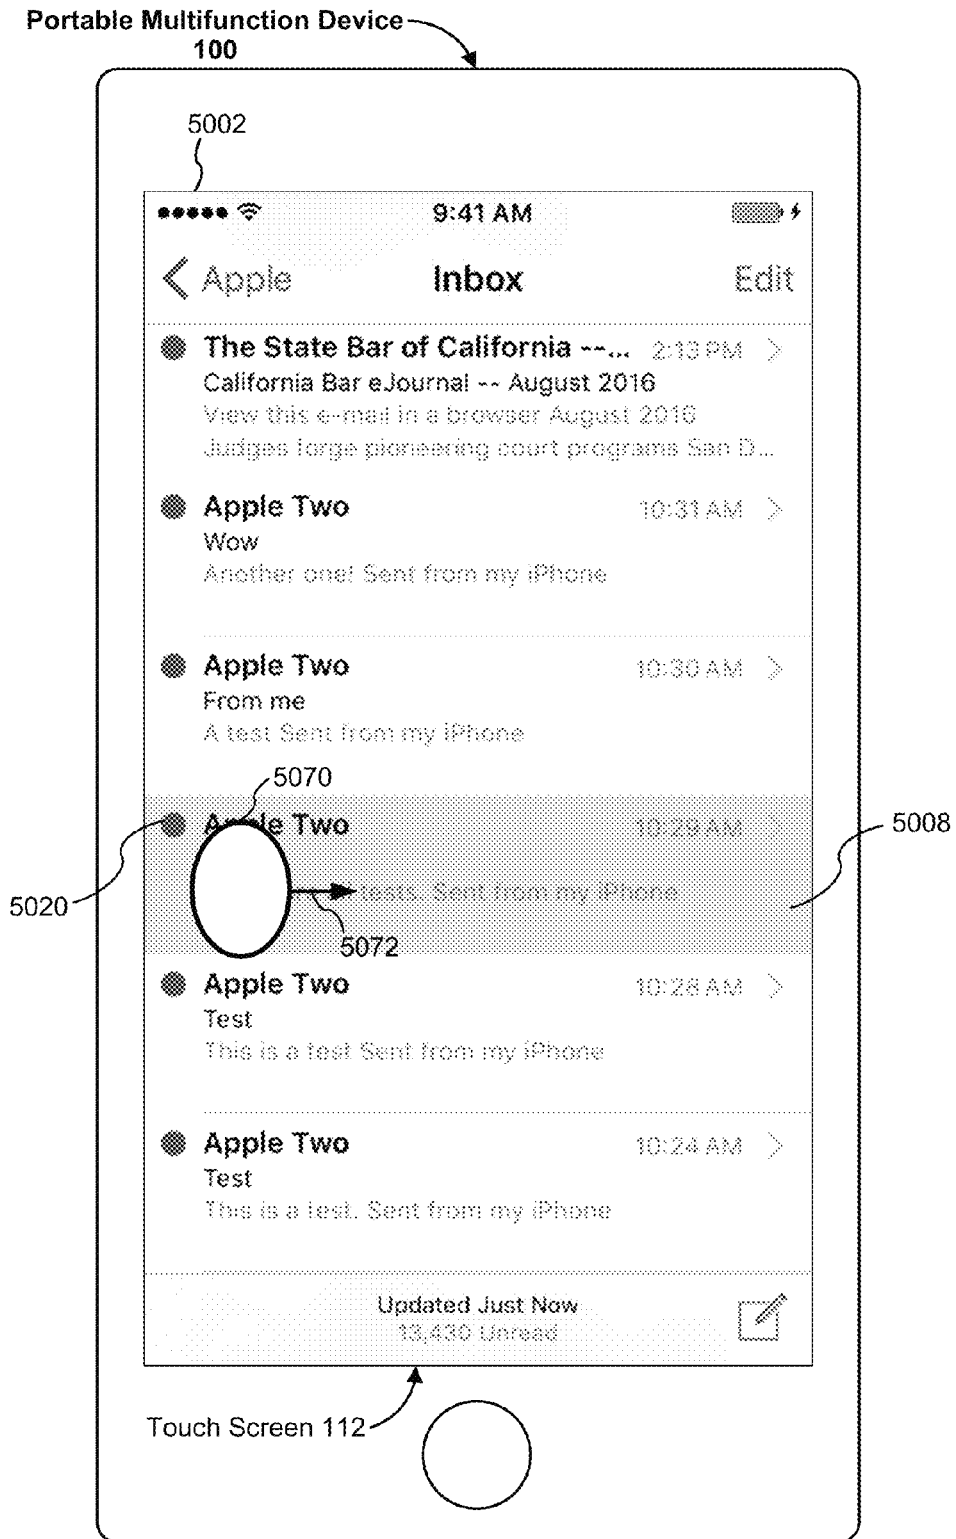 Portable Multifunction Device
100
5002
9:41 AM
Apple Inbox Edit
The State Bar of California --... 2:13 PM
California Bar eJournal -- August 2016
View this e-mail in a browser August 2016
Judges forge pioneering court programs San D...
Apple Two 10:31 AM
Wow
Another one! Sent from my iPhone
Apple Two 10:30 AM
From me
A test Sent from my iPhone
5070
Apple Two 10:29 AM
5008
tests. Sent from my iPhone
5020
5072
Apple Two 10:28 AM
Test
This is a test Sent from my iPhone
Apple Two 10:24 AM
Test
This is a test. Sent from my iPhone
Updated Just Now
13,430 Unread
Touch Screen 112